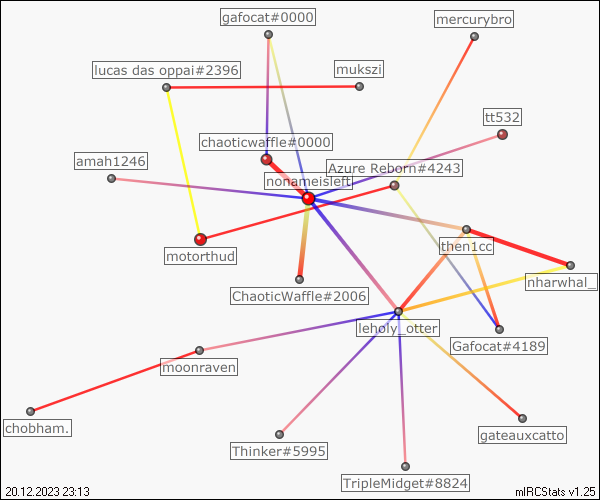 gafocat#0000
mercurybro
lucas das oppai#2396
mukszi
tt532
chaoticwaffle#0000
amah1246
Azure Reborn#4243
nonameisleft
then1cc
motorthud
nharwhal_
ChaoticWaffle#2006
leholy_otter
Gafocat#4189
moonraven
chobham.
gateauxcatto
Thinker#5995
TripleMidget#8824
20.12.2023 23:13
mIRCStats v1.25